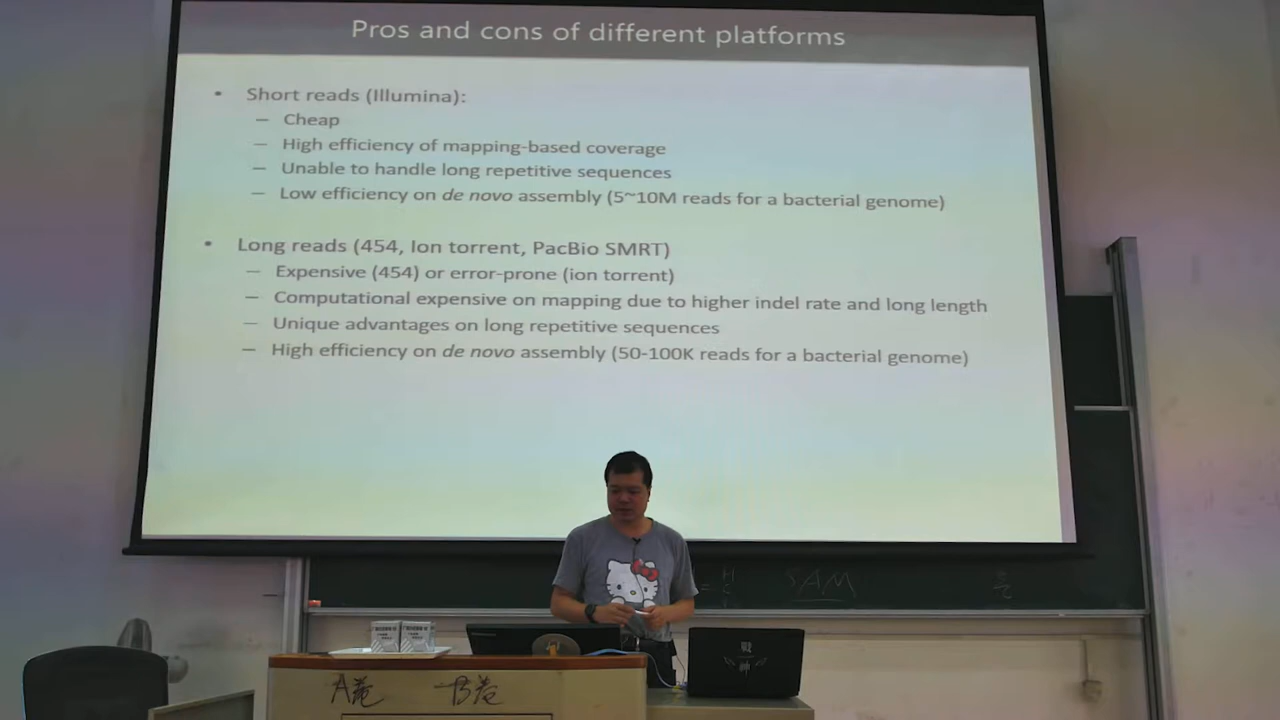 Pros and cons of different platforms
• Short reads (Illumina):
– Cheap
– High efficiency of mapping-based coverage
– Unable to handle long repetitive sequences
– Low efficiency on de novo assembly (5~10M reads for a bacterial genome)
• Long reads (454, Ion torrent, PacBio SMRT)
– Expensive (454) or error-prone (ion torrent)
– Computational expensive on mapping due to higher indel rate and long length
– Unique advantages on long repetitive sequences
– High efficiency on de novo assembly (50-100K reads for a bacterial genome)
SAM
A卷 B卷